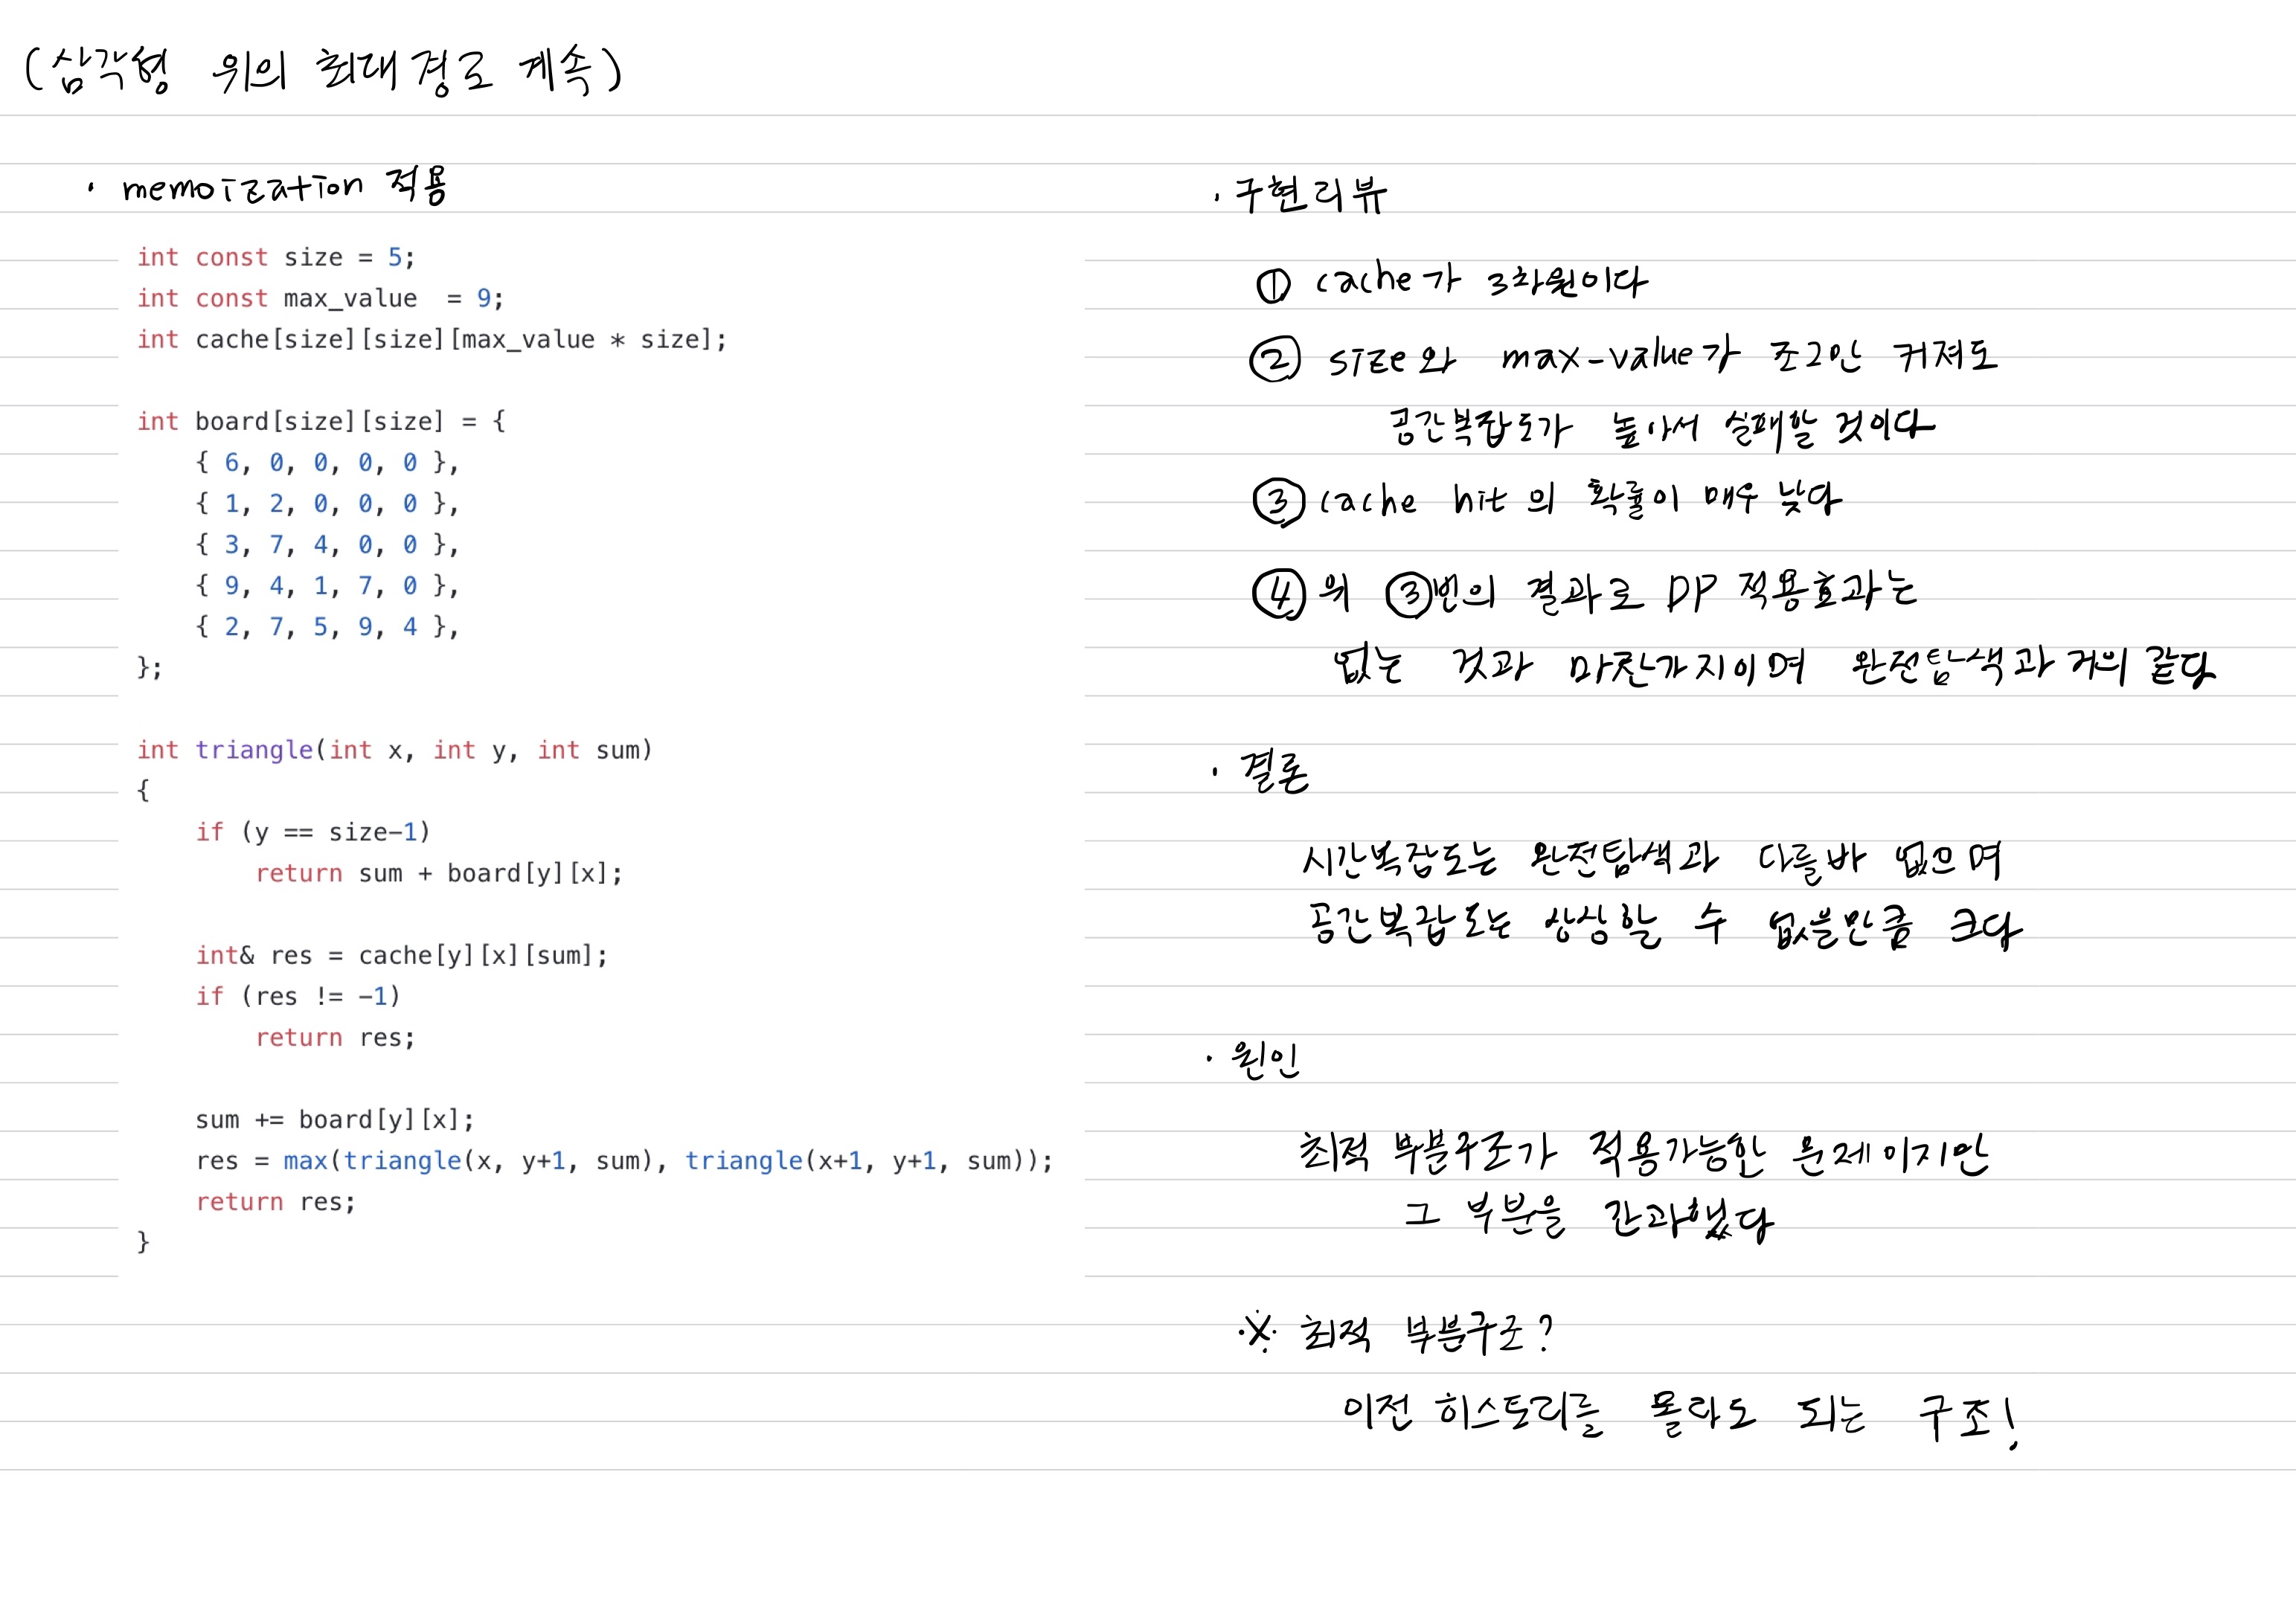 (삼각형 위의 최대경로 계속)
· memoization 적용
int const size = 5;
int const max_value  = 9;
int cache[size][size][max_value * size];
int board[size][size] = {
    { 6, 0, 0, 0, 0 },
    { 1, 2, 0, 0, 0 },
    { 3, 7, 4, 0, 0 },
    { 9, 4, 1, 7, 0 },
    { 2, 7, 5, 9, 4 },
};
int triangle(int x, int y, int sum)
{
    if (y == size-1)
        return sum + board[y][x];
    int& res = cache[y][x][sum];
    if (res != -1)
        return res;
    sum += board[y][x];
    res = max(triangle(x, y+1, sum), triangle(x+1, y+1, sum));
    return res;
}
· 구현리뷰
① cache가 3차원이다
② size와 max-value가 조그만 커져도
공간복잡도가 높아서 실패할 것이다
③ cache hit의 확률이 매우 낮다
④ 위 ③번의 결과로 DP 적용효과는
없는 것과 마찬가지이며 완전탐색과 거의 같다
· 결론
시간복잡도는 완전탐색과 다를바 없으며
공간복잡도는 상상할 수 없을만큼 크다
· 원인
최적 부분구조가 적용가능한 문제이지만
그 부분을 간과했다
※ 최적 부분구조?
이전 히스토리를 몰라도 되는 구조!